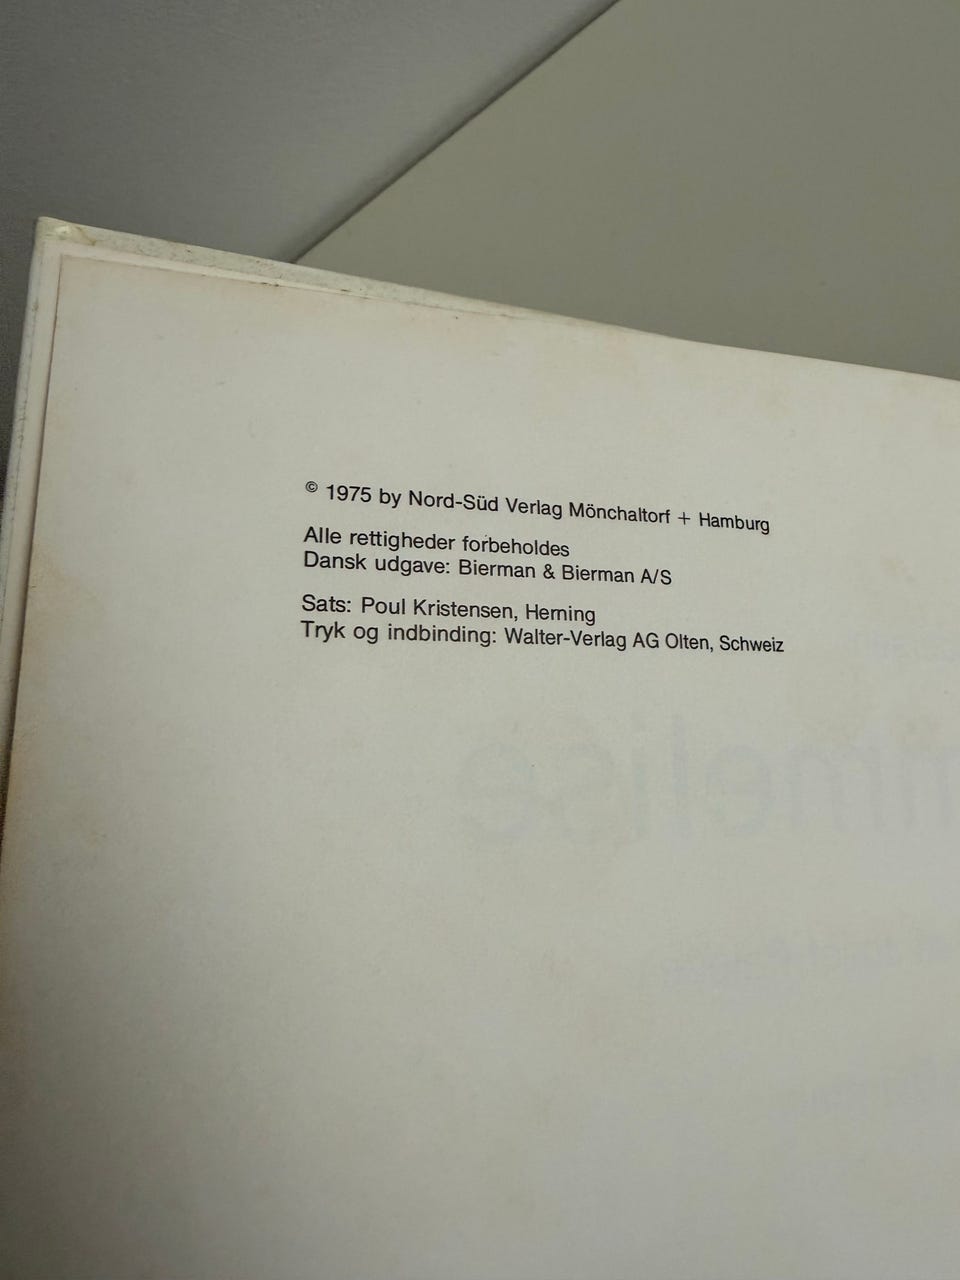 © 1975 by Nord-Süd Verlag Mönchaltorf + Hamburg
Alle rettigheder forbeholdes
Dansk udgave: Bierman & Bierman A/S
Sats: Poul Kristensen, Herning
Tryk og indbinding: Walter-Verlag AG Olten, Schweiz